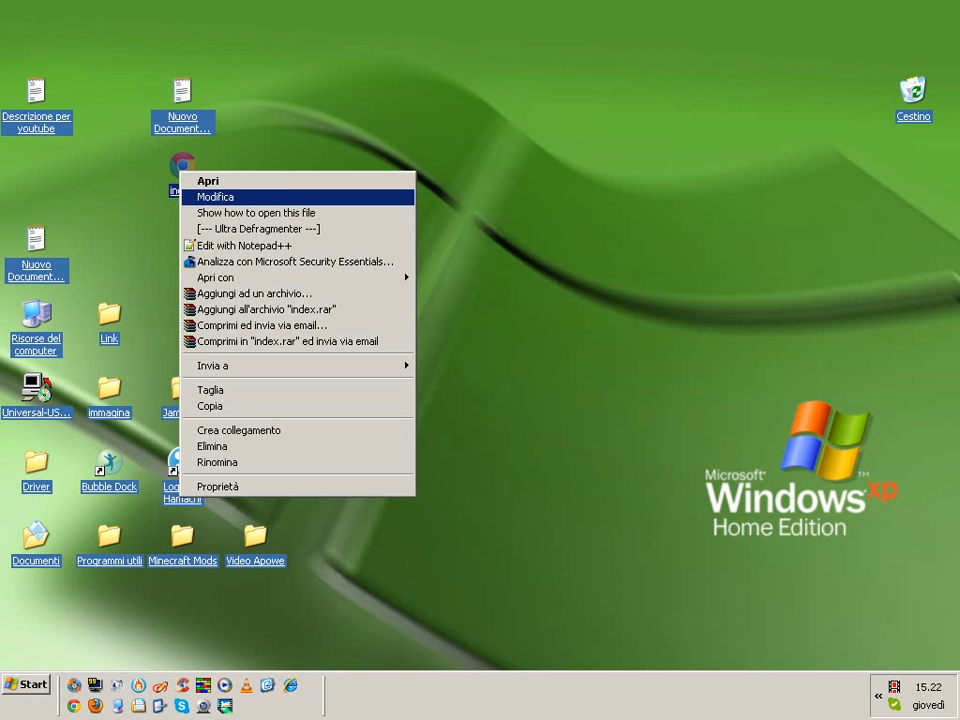 Descrizione per
youtube
Nuovo
Document...
Cestino
Apri
Modifica
Show how to open this file
[--- Ultra Defragmenter ---]
Edit with Notepad++
Analizza con Microsoft Security Essentials...
Apri con
Aggiungi ad un archivio...
Aggiungi all'archivio "index.rar"
Comprimi ed invia via email...
Comprimi in "index.rar" ed invia via email
Invia a
Taglia
Copia
Crea collegamento
Elimina
Rinomina
Proprietà
Nuovo
Document...
Risorse del
computer
Link
Universal-US...
immagina
Driver
Bubble Dock
Hamachi
Documenti
Programmi utili
Minecraft Mods
Video Apowe
Microsoft
Windows xp
TM
Home Edition
Start
«
15.22
giovedì